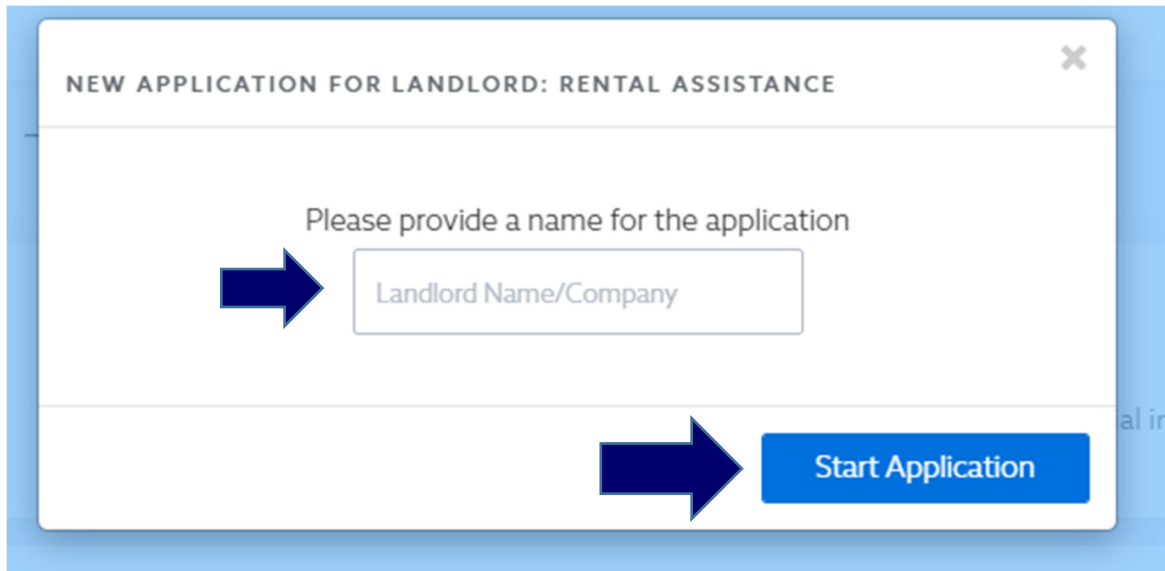 NEW APPLICATION FOR LANDLORD: RENTAL ASSISTANCE
Please provide a name for the application
Landlord Name/Company
Start Application